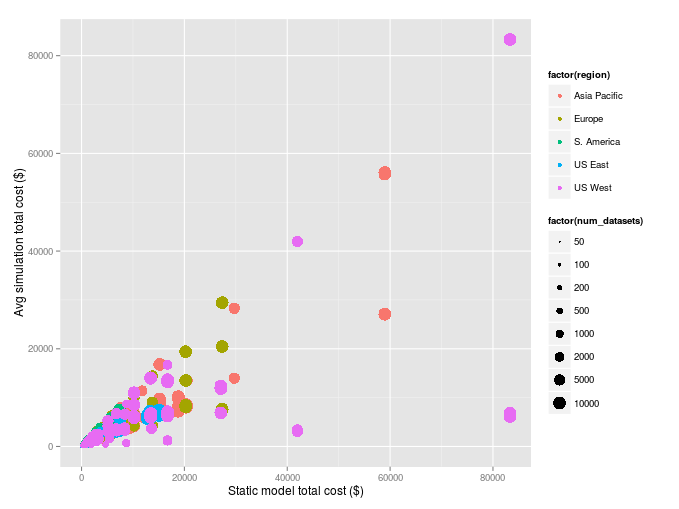 80000
60000
40000
20000
0
Avg simulation total cost ($)
0
20000
40000
60000
80000
Static model total cost ($)
factor(region)
Asia Pacific
Europe
S. America
US East
US West
factor(num_datasets)
50
100
200
500
1000
2000
5000
10000